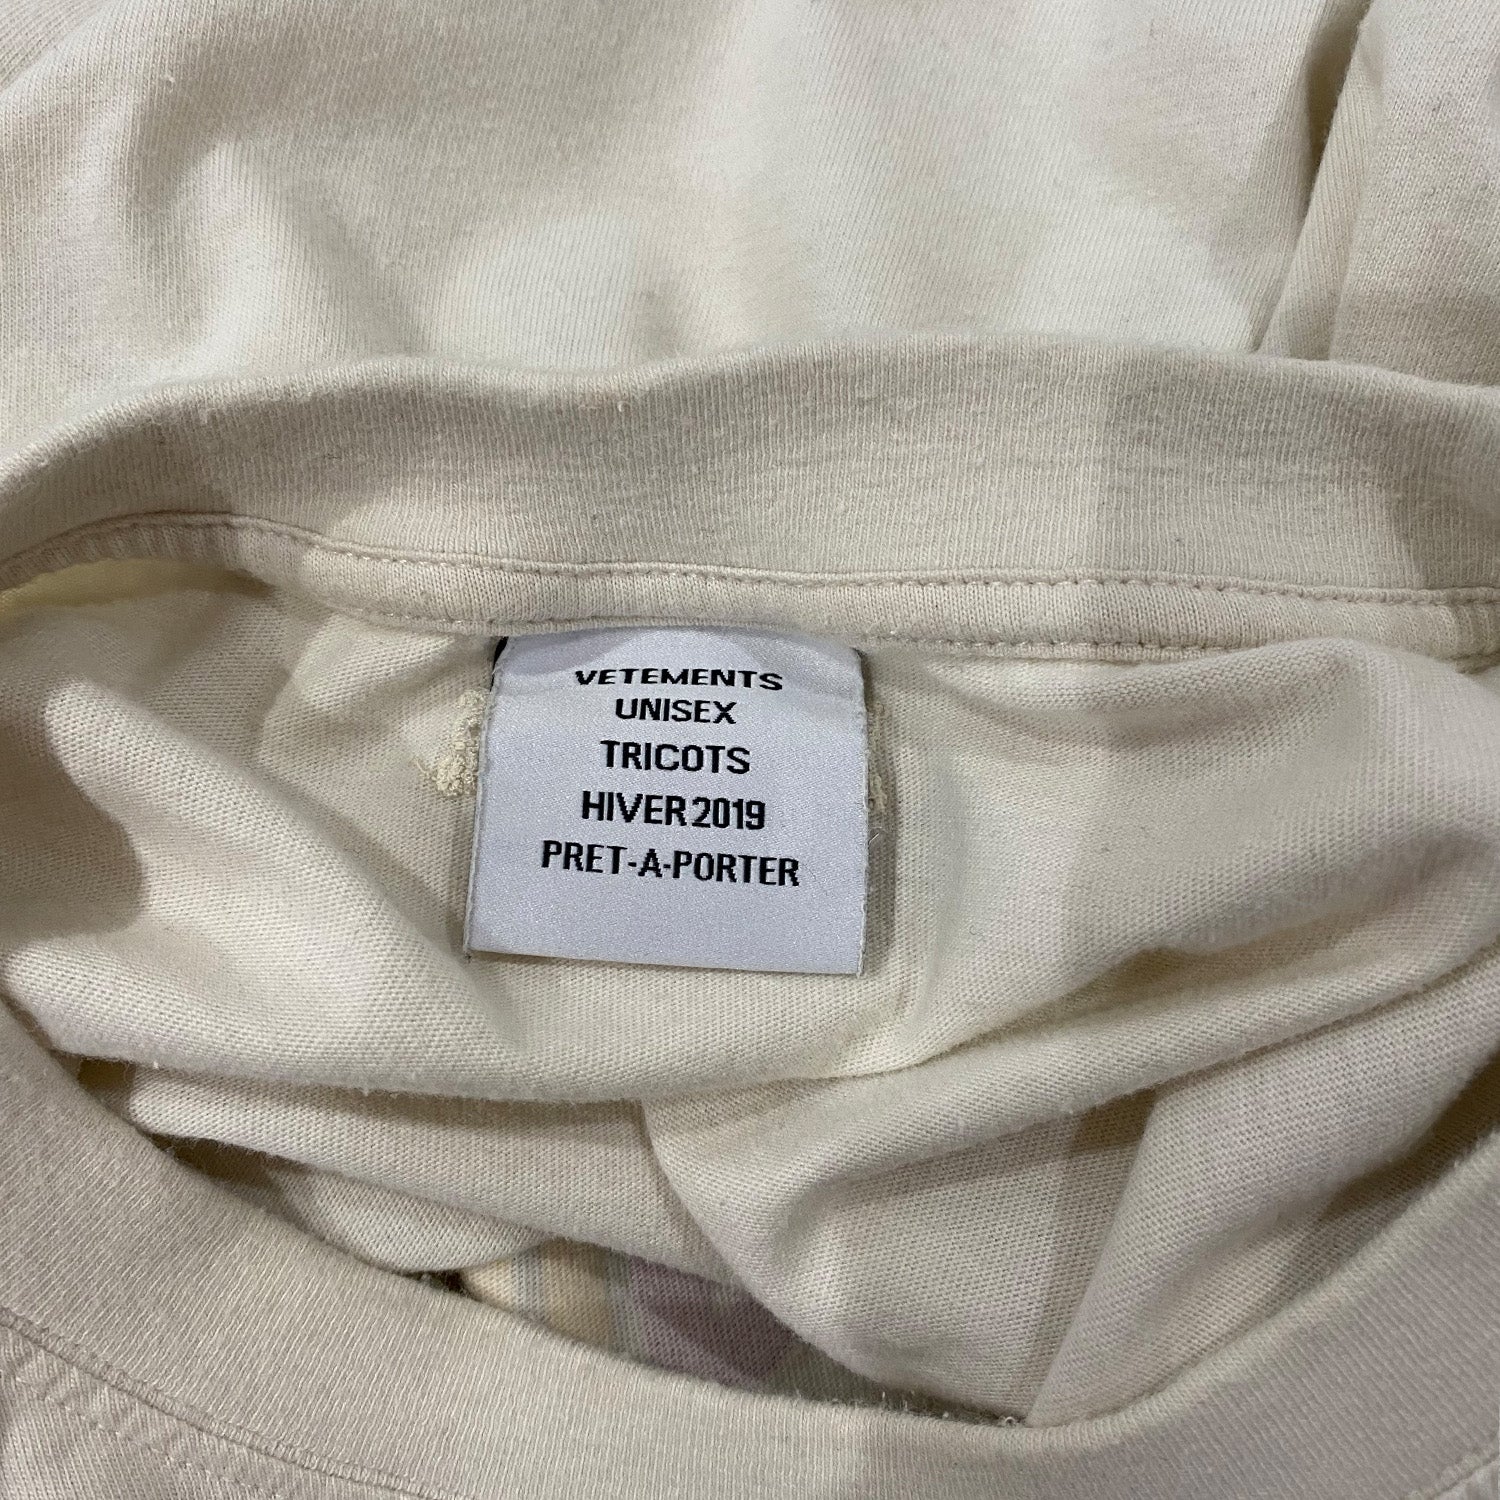 VETEMENTS
UNISEX
TRICOTS
HIVER 2019
PRET-A-PORTER